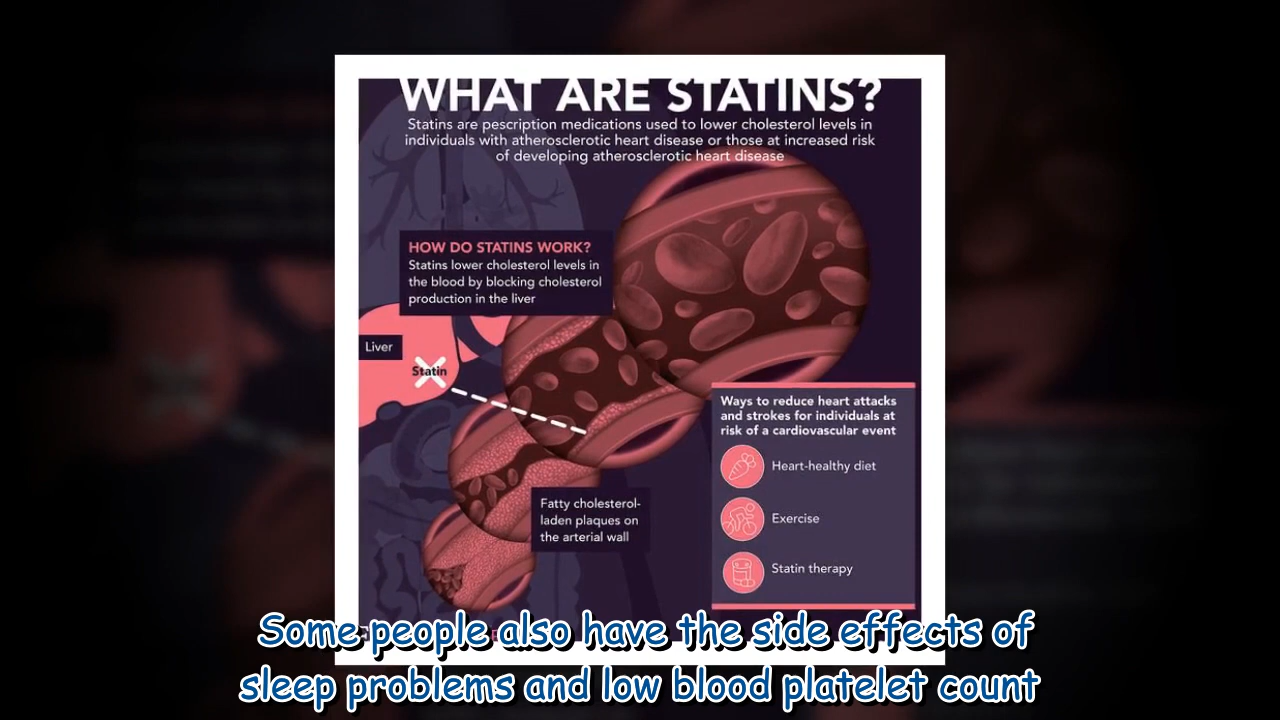 WHAT ARE STATINS?
Statins are pescription medications used to lower cholesterol levels in
individuals with atherosclerotic heart disease or those at increased risk
of developing atherosclerotic heart disease
HOW DO STATINS WORK?
Statins lower cholesterol levels in
the blood by blocking cholesterol
production in the liver
Liver
Statin
Ways to reduce heart attacks
and strokes for individuals at
risk of a cardiovascular event
Heart-healthy diet
Exercise
Statin therapy
Fatty cholesterol-
laden plaques on
the arterial wall
Some people also have the side effects of
sleep problems and low blood platelet count